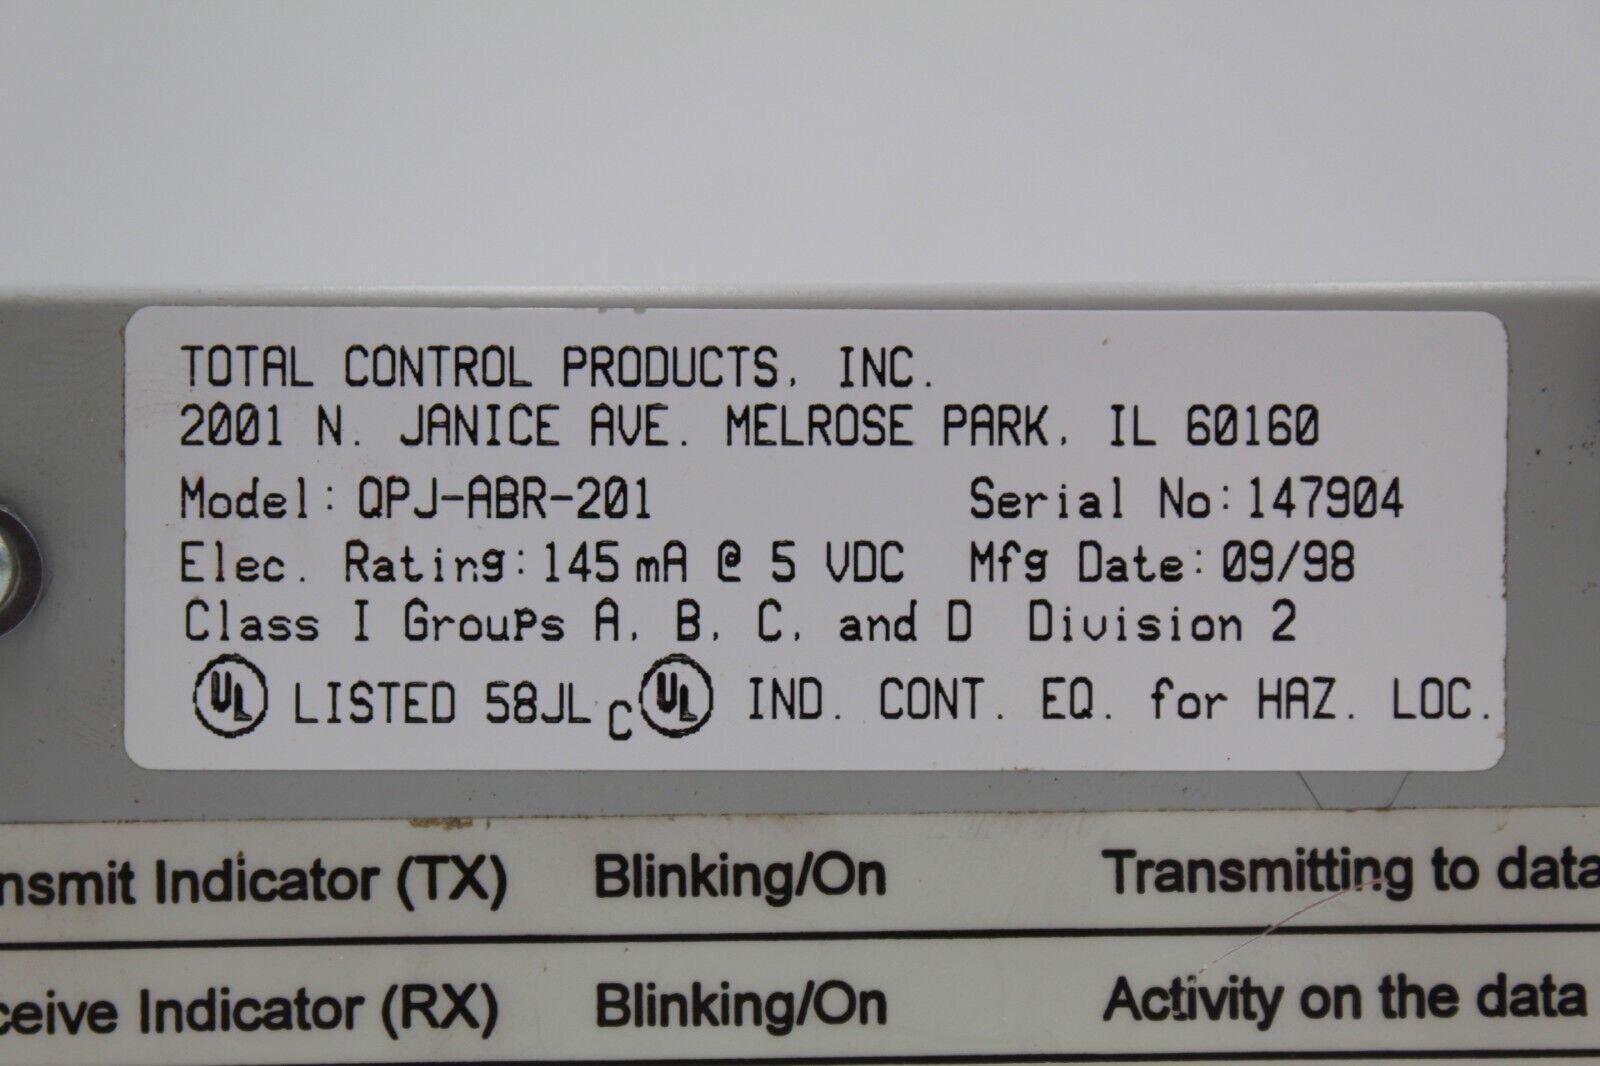 TOTAL CONTROL PRODUCTS, INC.
2001 N. JANICE AVE. MELROSE PARK, IL 60160
Model: QPJ-ABR-201 Serial No: 147904
Elec. Rating: 145 mA @ 5 VDC Mfg Date: 09/98
Class I Groups A, B, C, and D Division 2
UL LISTED 58JL C UL IND. CONT. EQ. for HAZ. LOC.
nsmit Indicator (TX) Blinking/On Transmitting to data
ceive Indicator (RX) Blinking/On Activity on the data